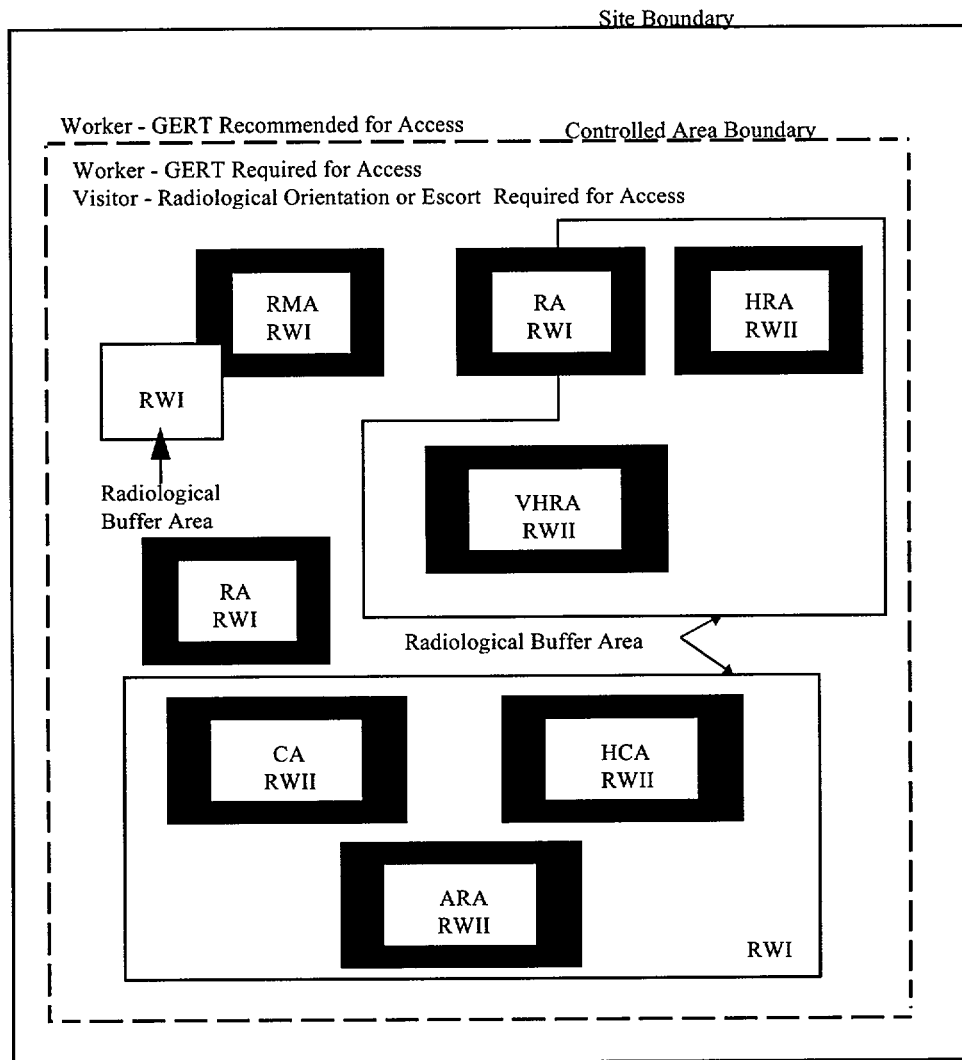 Site Boundary
Worker - GERT Recommended for Access
Controlled Area Boundary
Worker - GERT Required for Access
Visitor - Radiological Orientation or Escort Required for Access
RMA
RWI
RA
RWI
HRA
RWII
RWI
Radiological
Buffer Area
VHRA
RWII
RA
RWI
Radiological Buffer Area
CA
RWII
HCA
RWII
ARA
RWII
RWI